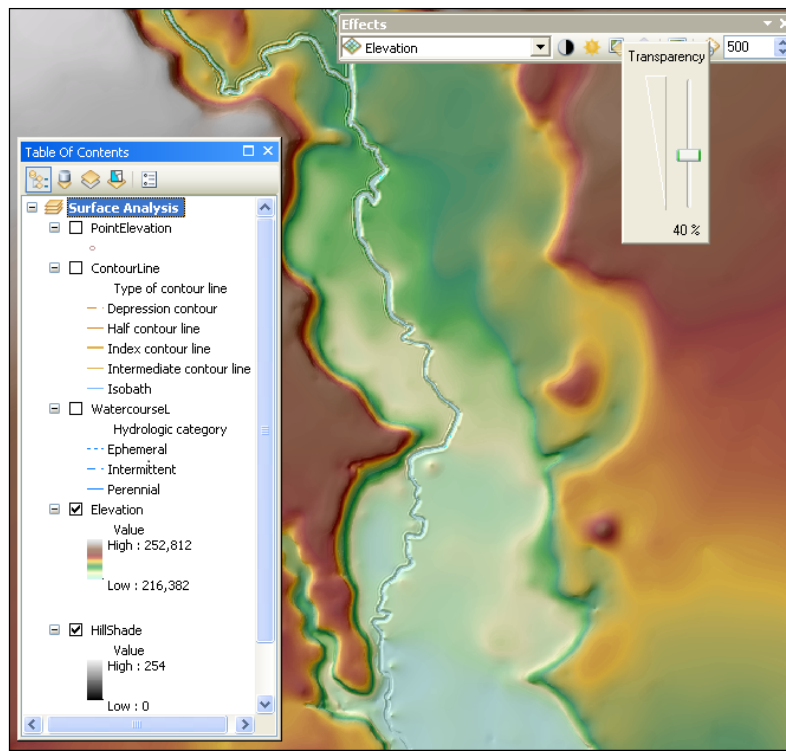 Effects
Elevation
500
Transparency
40 %
Table Of Contents
Surface Analysis
PointElevation
ContourLine
Type of contour line
Depression contour
Half contour line
Index contour line
Intermediate contour line
Isobath
WatercourseL
Hydrologic category
Ephemeral
Intermittent
Perennial
Elevation
Value
High : 252,812
Low : 216,382
HillShade
Value
High : 254
Low : 0